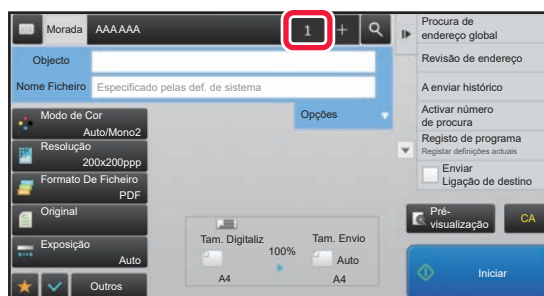 Morada AAAAAA 1 +
Objecto
Nome Ficheiro Especificado pelas def. de sistema
Opções
Modo de
Cor
Auto/Mono2
Resolução
200x200ppp
Formato De Ficheiro
PDF
Original
Exposição
Auto
Outros
Tam. Digitaliz
100%
Tam. Envio
Auto
A4
A4
Procura de
endereço global
Revisão de endereço
A enviar histórico
Activar número
de procura
Registo de programa
Registar definições actuais
Enviar
Ligação de destino
Pré-
visualização
CA
Iniciar